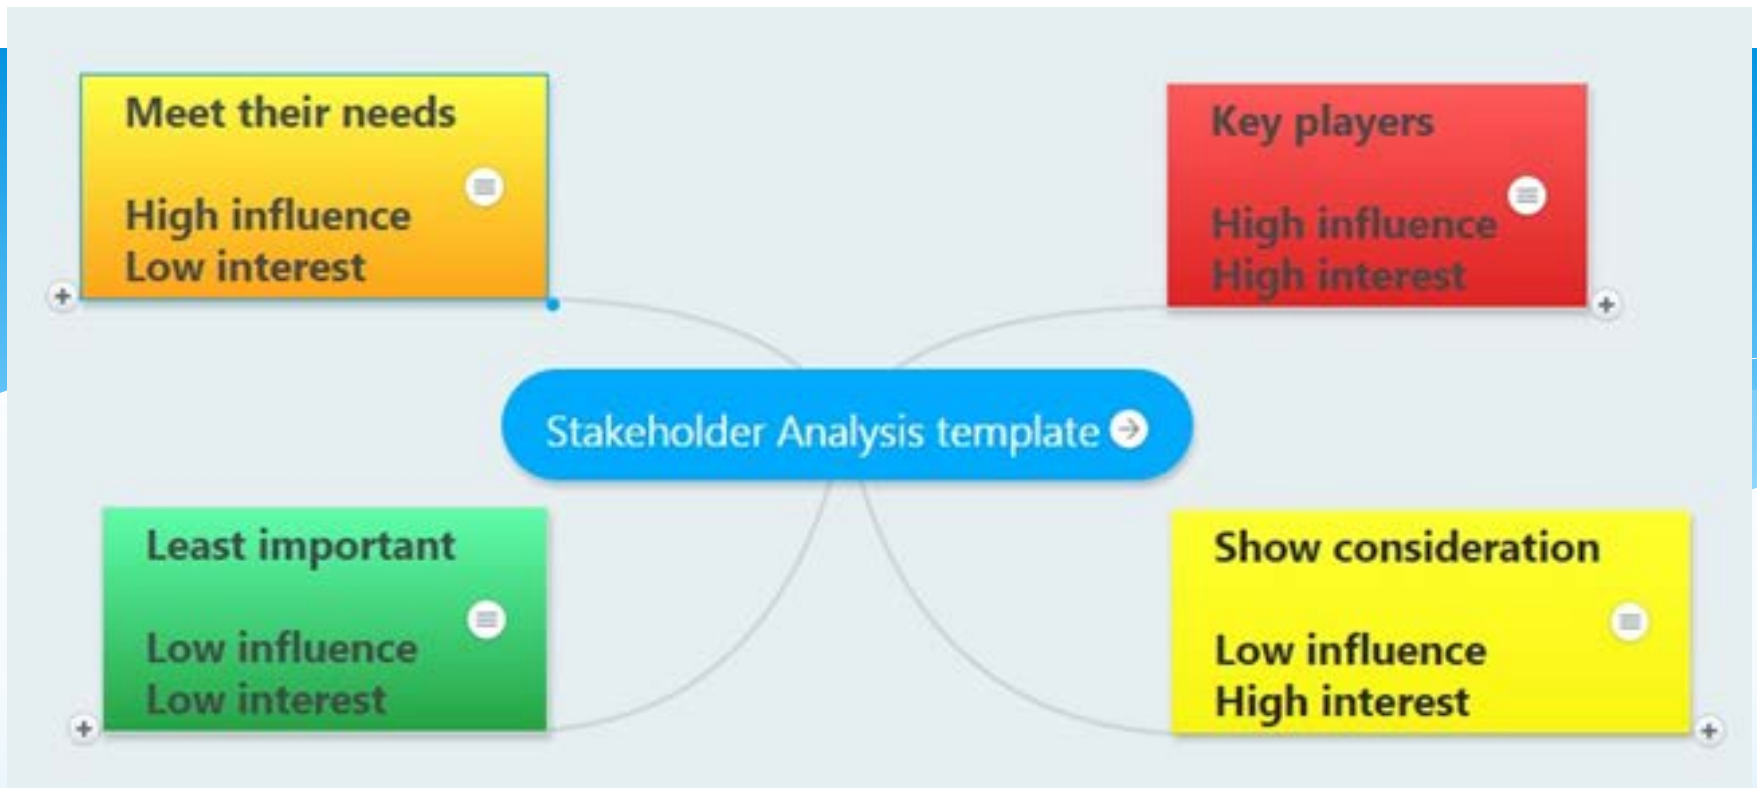 Meet their needs
High influence
Low interest
Key players
High influence
High interest
Stakeholder Analysis template
Least important
Low influence
Low interest
Show consideration
Low influence
High interest